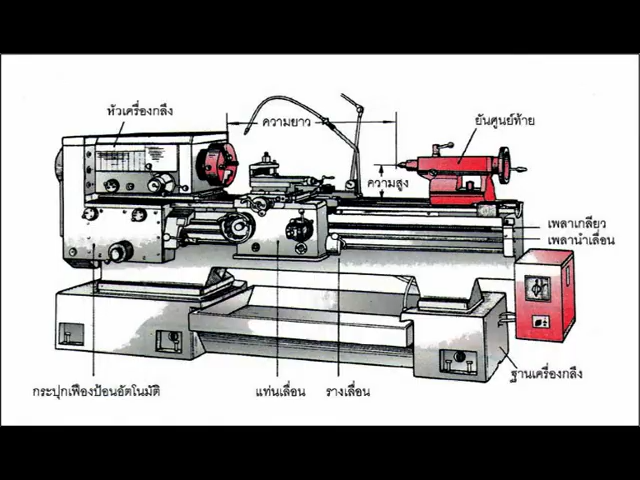 หัวเครื่องกลึง
ความยาว
ยันศูนย์ท้าย
ความสูง
เพลาเกลียว
เพลานำเลื่อน
กระปุกเฟืองป้อนอัตโนมัติ
แท่นเลื่อน
รางเลื่อน
ฐานเครื่องกลึง